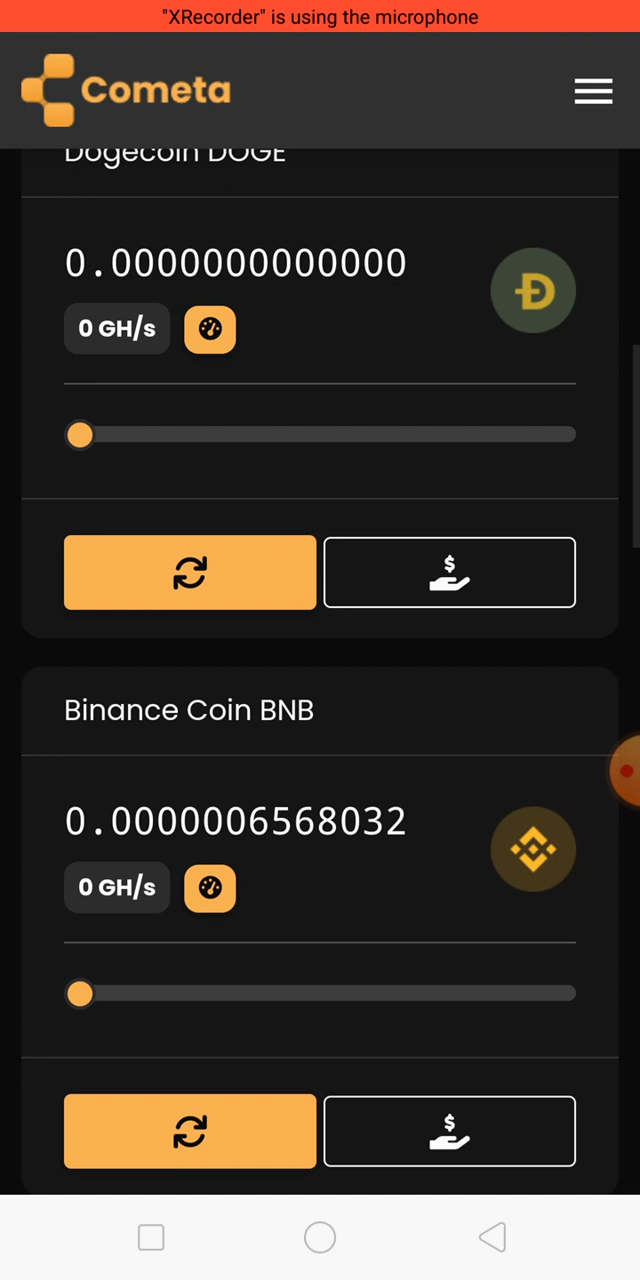 "XRecorder" is using the microphone
Cometa
Dogecoin DOGE
0.0000000000000
0 GH/s
Binance Coin BNB
0.0000006568032
0 GH/s